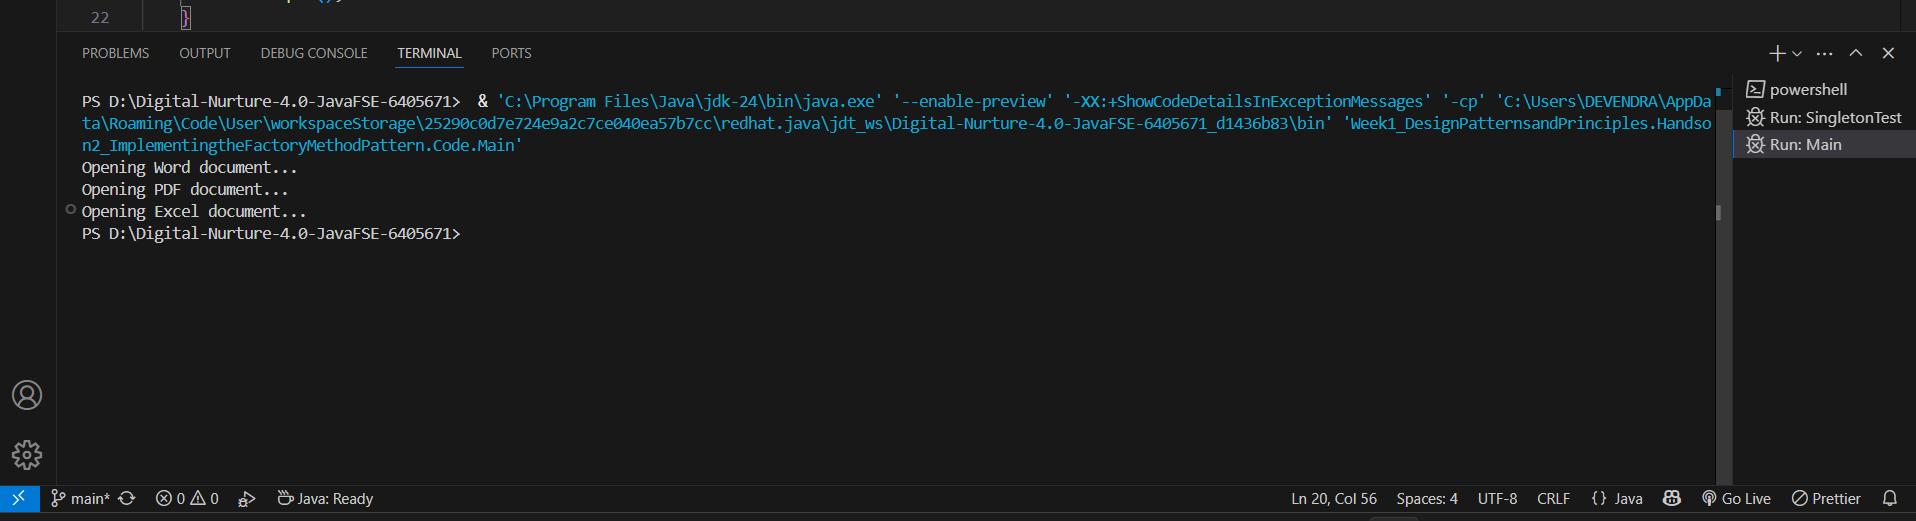 22
}
PROBLEMS OUTPUT DEBUG CONSOLE TERMINAL PORTS
powershell
Run: SingletonTest
Run: Main
PS D:\Digital-Nurture-4.0-JavaFSE-6405671>  & 'C:\Program Files\Java\jdk-24\bin\java.exe' '--enable-preview' '-XX:+ShowCodeDetailsInExceptionMessages' '-cp' 'C:\Users\DEVENDRA\AppDa
ta\Roaming\Code\User\workspaceStorage\25290c0d7e724e9a2c7ce040ea57b7cc\redhat.java\jdt_ws\Digital-Nurture-4.0-JavaFSE-6405671_d1436b83\bin' 'Week1_DesignPatternsandPrinciples.Handso
n2_ImplementingtheFactoryMethodPattern.Code.Main'
Opening Word document...
Opening PDF document...
Opening Excel document...
PS D:\Digital-Nurture-4.0-JavaFSE-6405671>
main* 0 0 Java: Ready Ln 20, Col 56 Spaces: 4 UTF-8 CRLF {} Java Go Live Prettier